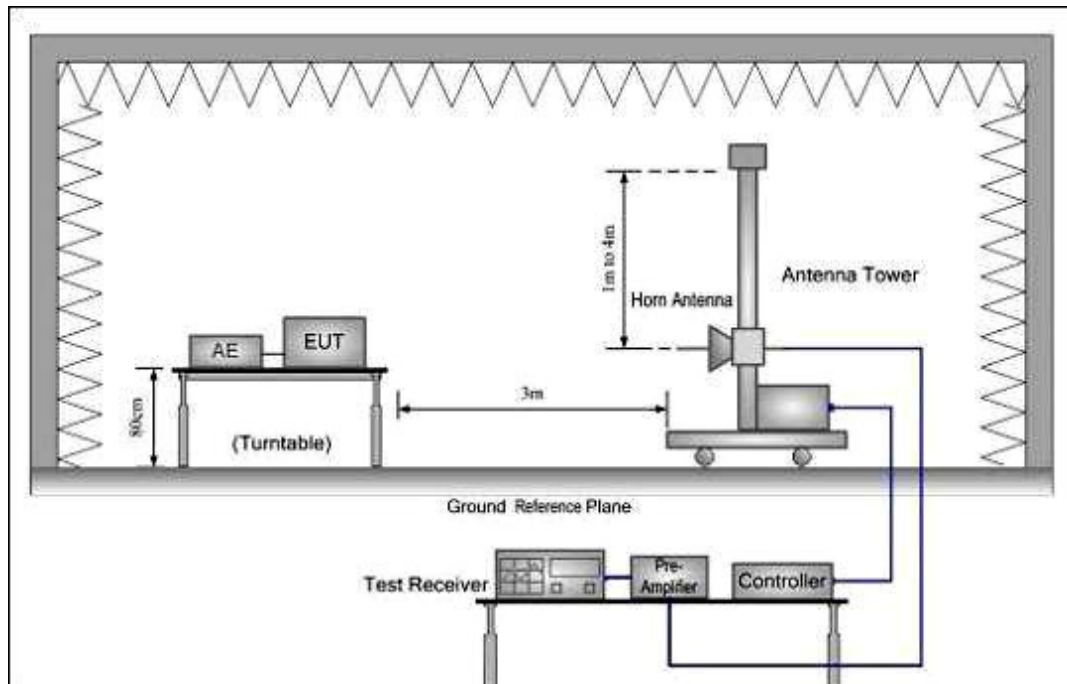 1m to 4m
Horn Antenna
Antenna Tower
AE
EUT
80cm
(Turntable)
3m
Ground Reference Plane
Test Receiver
Pre-
Amplifier
Controller